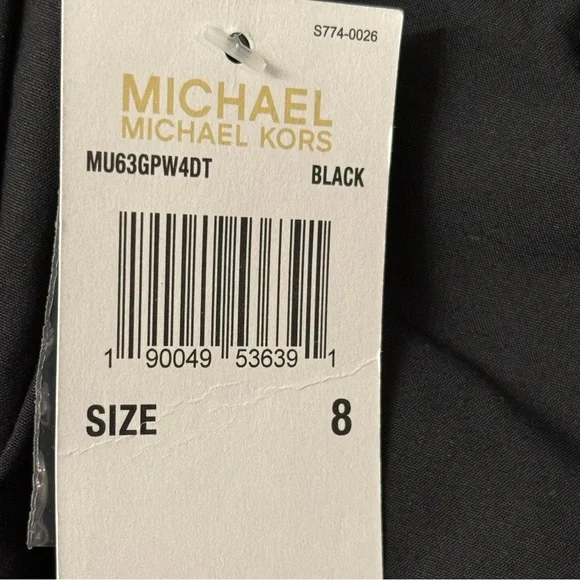 S774-0026
MICHAEL
MICHAEL KORS
MU63GPW4DT BLACK
1 90049 53639 1
SIZE 8